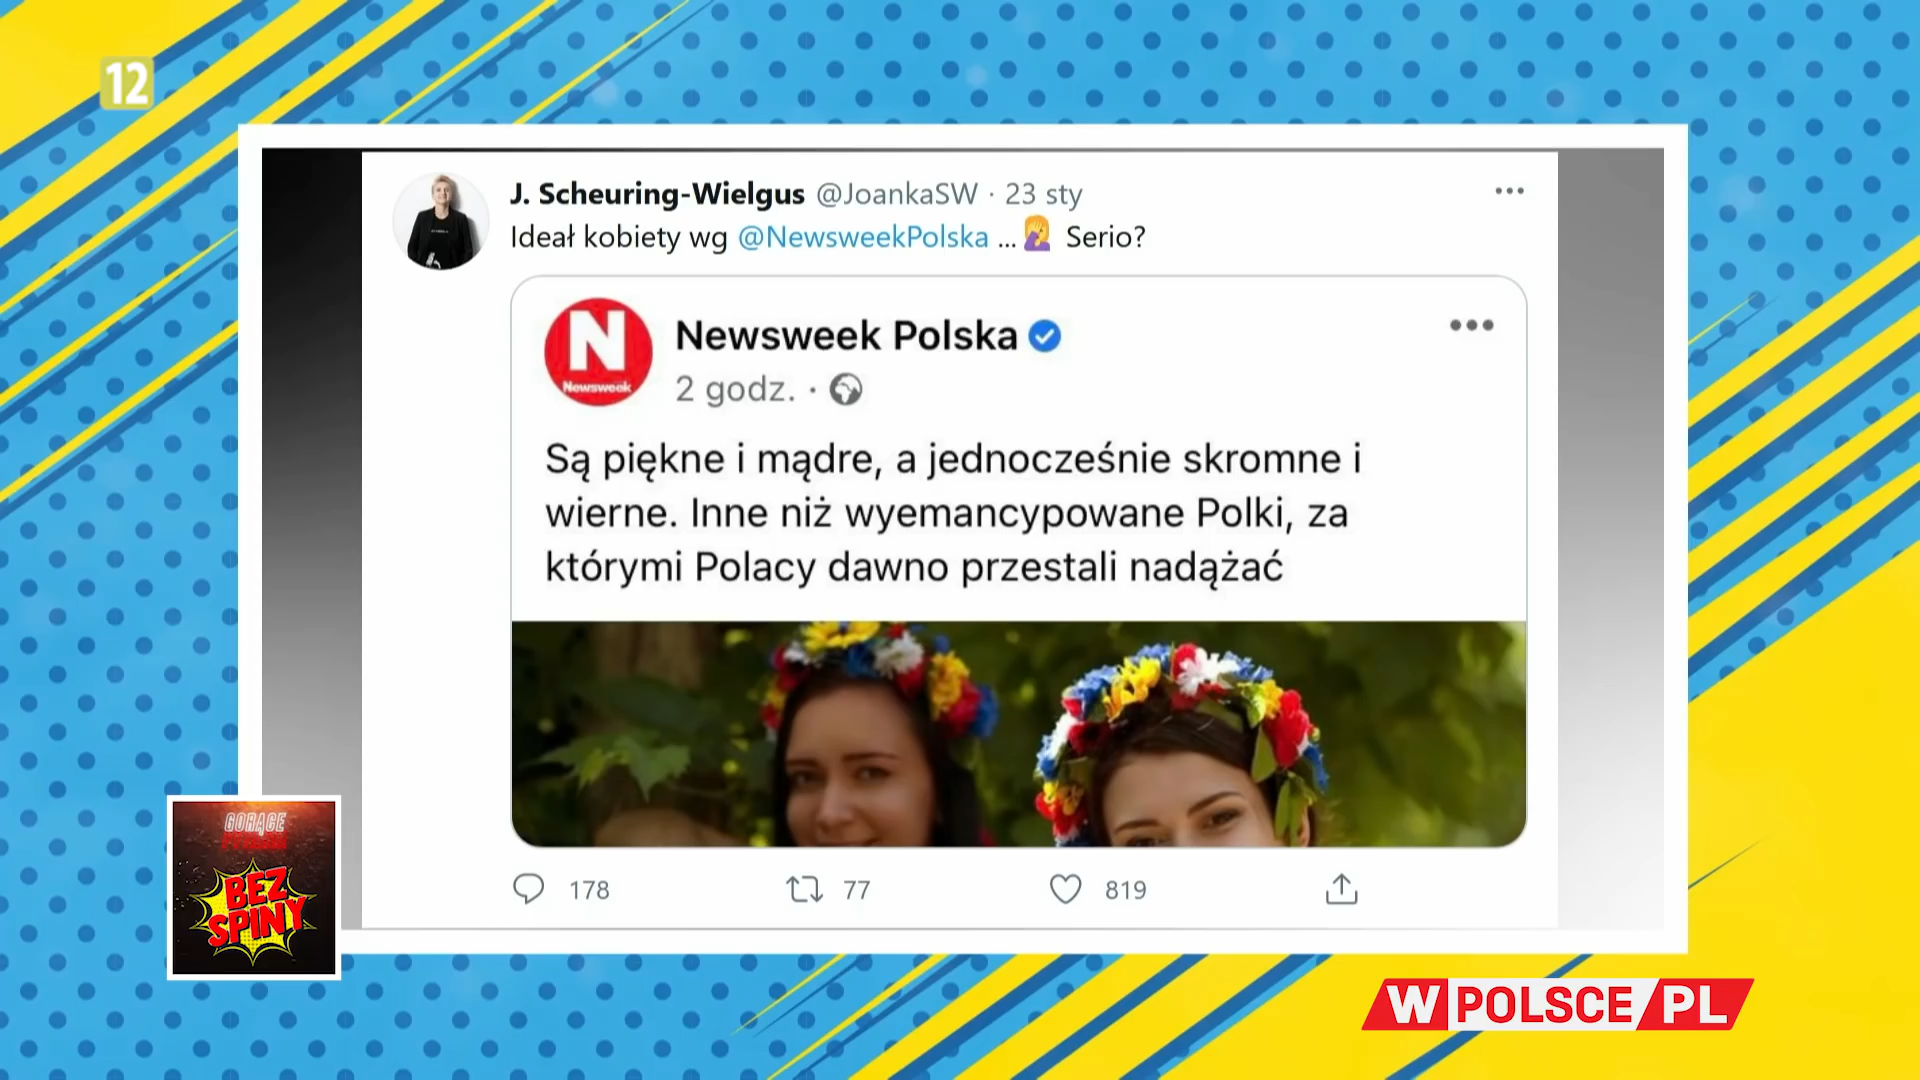 12
J. Scheuring-Wielgus @JoankaSW · 23 sty
Ideał kobiety wg @NewsweekPolska ...🤦 Serio?
N
Newsweek
Newsweek Polska
2 godz. ·
Są piękne i mądre, a jednocześnie skromne i
wierne. Inne niż wyemancypowane Polki, za
którymi Polacy dawno przestali nadążać
178 77 819
GORĄCE
BEZ
SPINY
WPOLSCE/PL